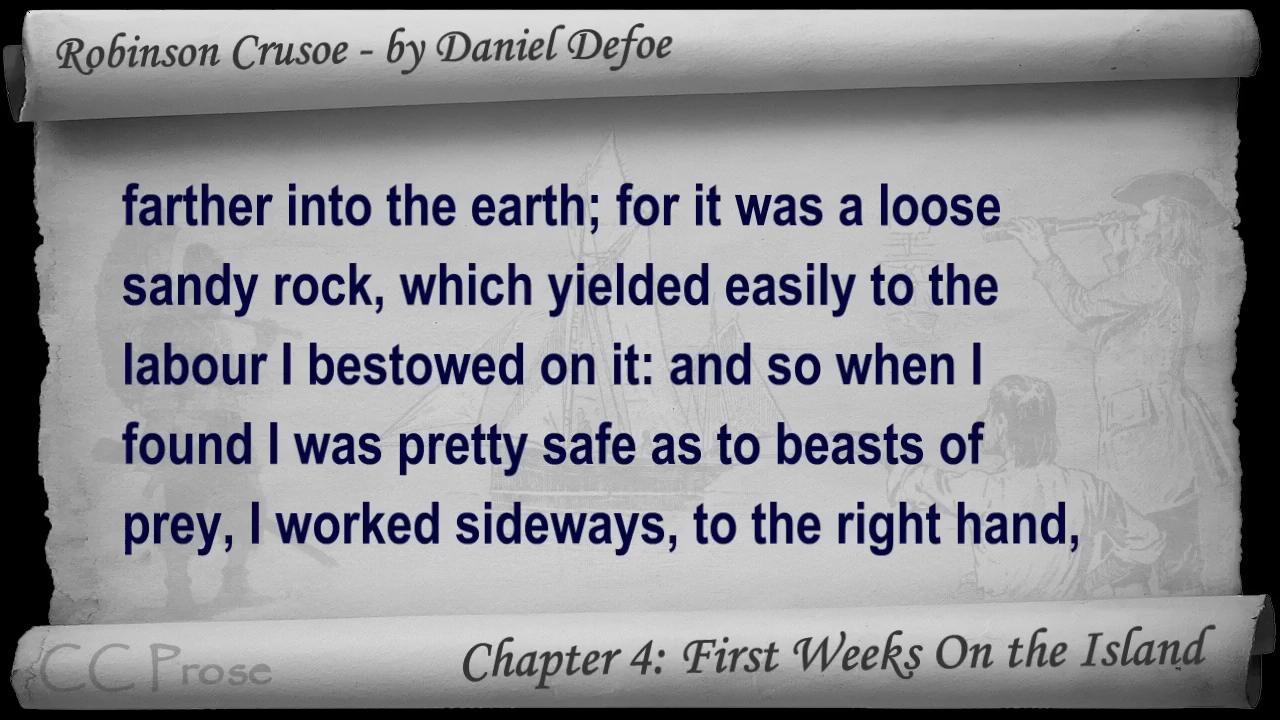 Robinson Crusoe - by Daniel Defoe
farther into the earth; for it was a loose
sandy rock, which yielded easily to the
labour I bestowed on it: and so when I
found I was pretty safe as to beasts of
prey, I worked sideways, to the right hand,
CC Prose
Chapter 4: First Weeks On the Island